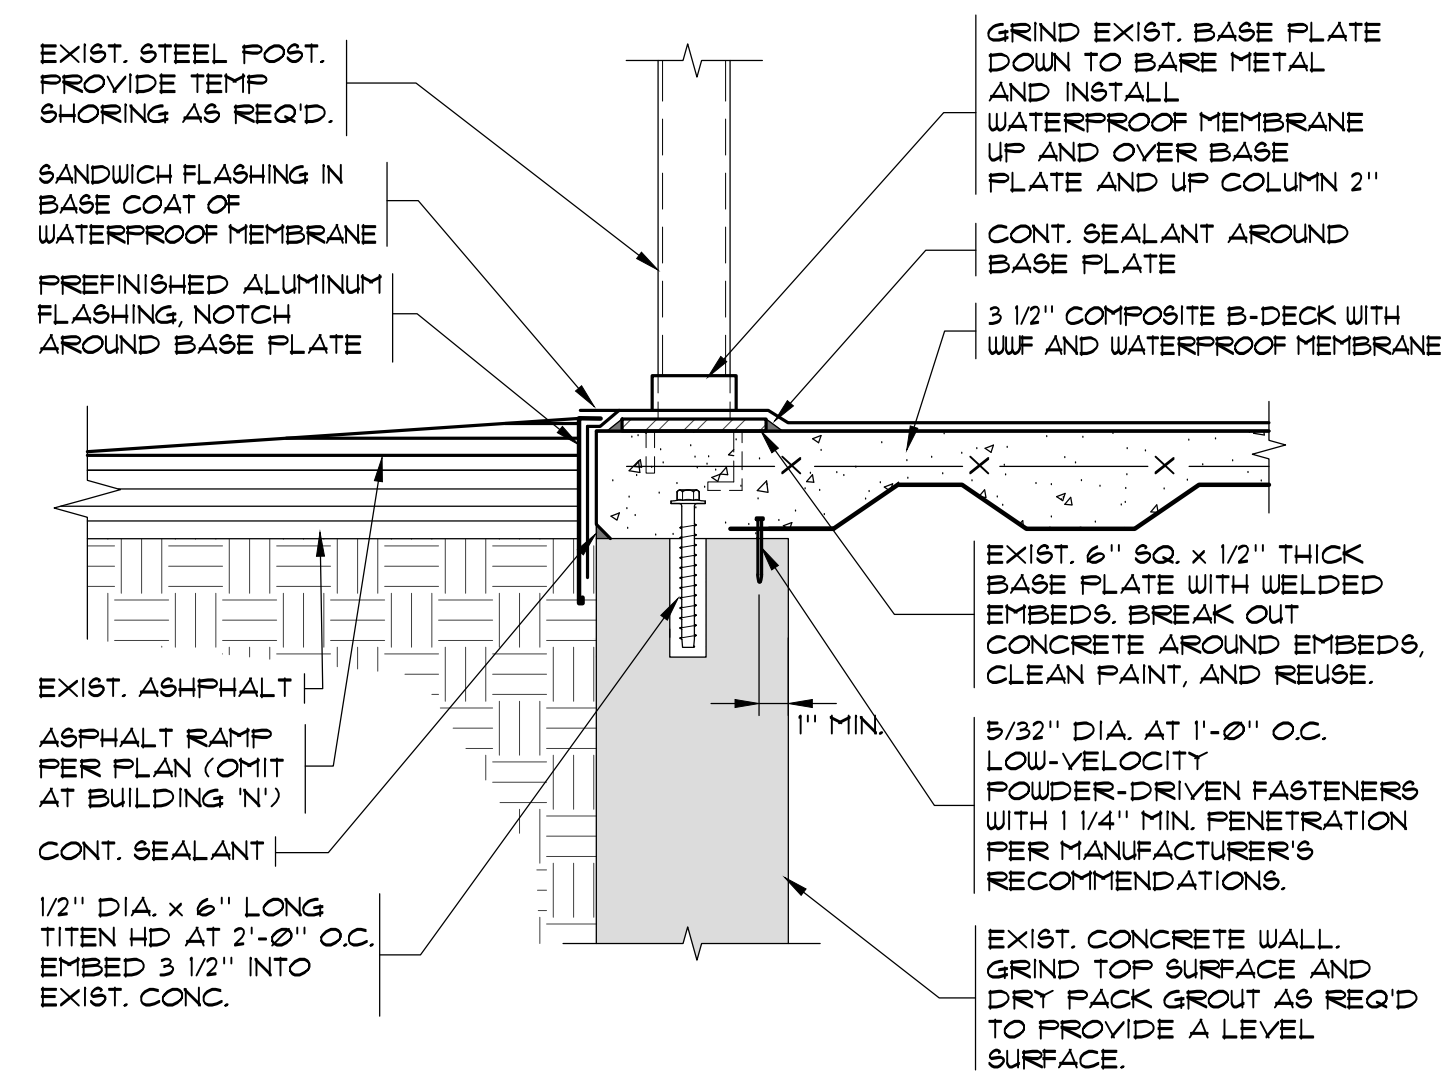 EXIST. STEEL POST.
PROVIDE TEMP
SHORING AS REQ'D.
SANDWICH FLASHING IN
BASE COAT OF
WATERPROOF MEMBRANE
PREFINISHED ALUMINUM
FLASHING, NOTCH
AROUND BASE PLATE
EXIST. ASHPHALT
ASPHALT RAMP
PER PLAN (OMIT
AT BUILDING 'N')
CONT. SEALANT
1/2" DIA. x 6" LONG
TITEN HD AT 2'-0" O.C.
EMBED 3 1/2" INTO
EXIST. CONC.
1" MIN.
GRIND EXIST. BASE PLATE
DOWN TO BARE METAL
AND INSTALL
WATERPROOF MEMBRANE
UP AND OVER BASE
PLATE AND UP COLUMN 2"
CONT. SEALANT AROUND
BASE PLATE
3 1/2" COMPOSITE B-DECK WITH
WWF AND WATERPROOF MEMBRANE
EXIST. 6" SQ. x 1/2" THICK
BASE PLATE WITH WELDED
EMBEDS. BREAK OUT
CONCRETE AROUND EMBEDS,
CLEAN PAINT, AND REUSE.
5/32" DIA. AT 1'-0" O.C.
LOW-VELOCITY
POWDER-DRIVEN FASTENERS
WITH 1 1/4" MIN. PENETRATION
PER MANUFACTURER'S
RECOMMENDATIONS.
EXIST. CONCRETE WALL.
GRIND TOP SURFACE AND
DRY PACK GROUT AS REQ'D
TO PROVIDE A LEVEL
SURFACE.